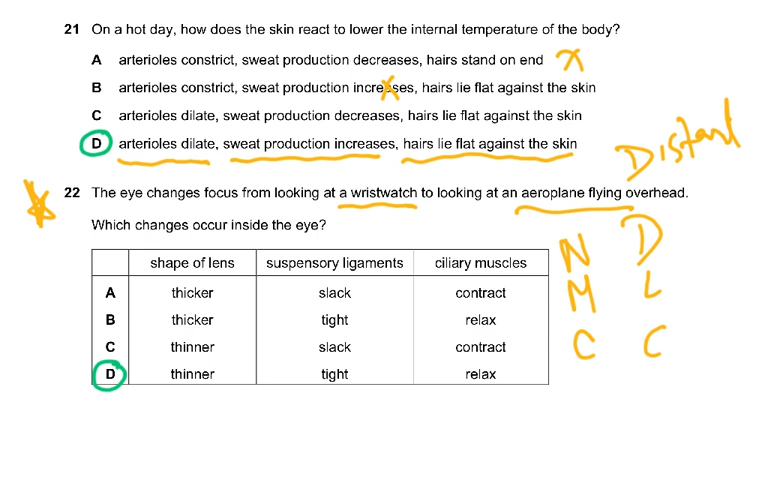 21 On a hot day, how does the skin react to lower the internal temperature of the body?
A arterioles constrict, sweat production decreases, hairs stand on end X
B arterioles constrict, sweat production increases, hairs lie flat against the skin
C arterioles dilate, sweat production decreases, hairs lie flat against the skin
D arterioles dilate, sweat production increases, hairs lie flat against the skin
Distant
22 The eye changes focus from looking at a wristwatch to looking at an aeroplane flying overhead.
Which changes occur inside the eye?
shape of lens suspensory ligaments ciliary muscles
A thicker slack contract
B thicker tight relax
C thinner slack contract
D thinner tight relax
N D
M L
C C